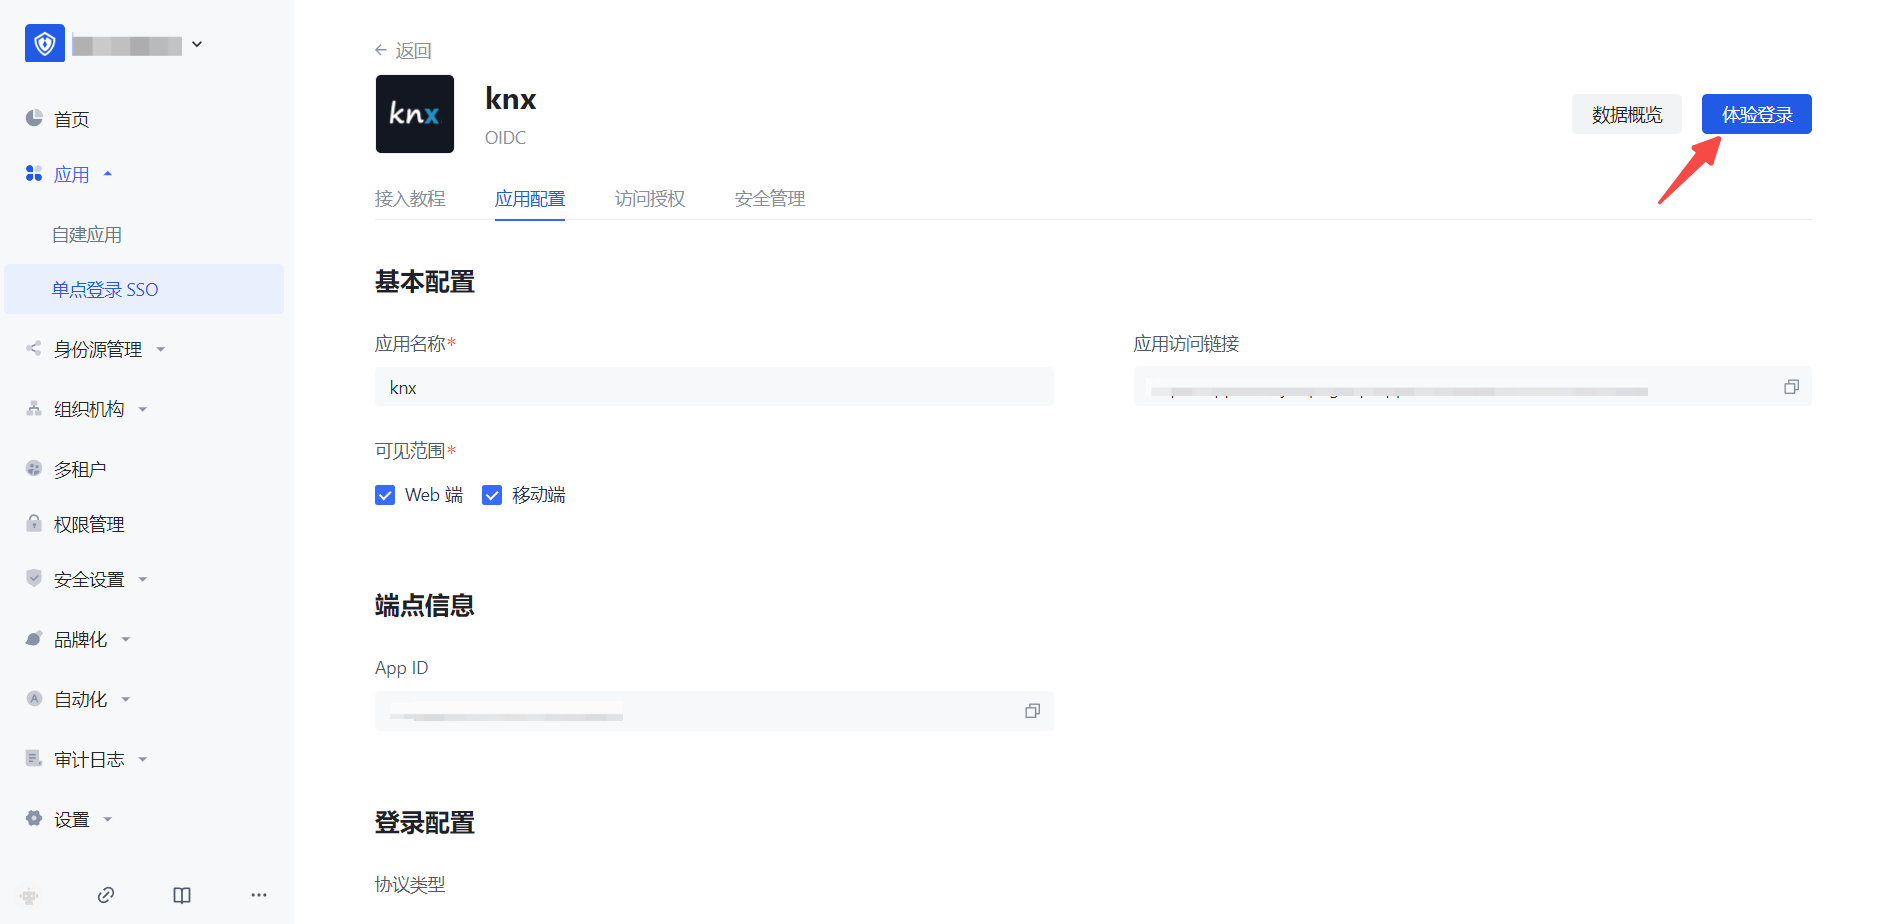 首页
应用
自建应用
单点登录 SSO
身份源管理
组织机构
多租户
权限管理
安全设置
品牌化
自动化
审计日志
设置
返回
knx
knx
OIDC
数据概览
体验登录
接入教程
应用配置
访问授权
安全管理
基本配置
应用名称*
应用访问链接
knx
可见范围*
Web 端
移动端
端点信息
App ID
登录配置
协议类型